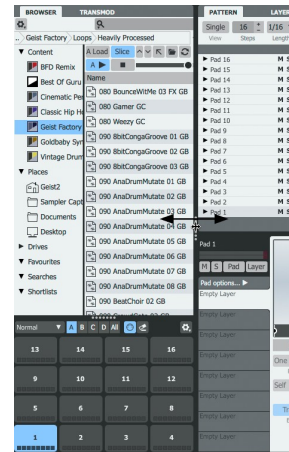 BROWSER TRANSMOD
.. Geist Factory Loops Heavily Processed
Content
BFD Remix
Best Of Guru
Cinematic Per
Classic Hip H
Geist Factory
Goldbaby Syn
Vintage Drum
Places
Geist2
Sampler Capt
Documents
Desktop
Drives
Favourites
Searches
Shortlists
A Load Slice
A
Name
080 BounceWitMe 03 FX GB
080 Gamer GC
080 Weezy GC
090 8bitCongaGroove 01 GB
090 8bitCongaGroove 02 GB
090 8bitCongaGroove 03 GB
090 AnaDrumMutate 01 GB
090 AnaDrumMutate 02 GB
090 AnaDrumMutate 03 GB
090 AnaDrumMutate 04 GB
090 AnaDrumMutate 05 GB
090 AnaDrumMutate 06 GB
090 AnaDrumMutate 07 GB
090 AnaDrumMutate 08 GB
090 BeatChoir 02 GB
Normal A B C D All
13 14 15 16
9 10 11 12
5 6 7 8
1 2 3 4
PATTERN LAYE
Single 16 1/16
View Steps Length
Pad 16 M S
Pad 15 M S
Pad 14 M S
Pad 13 M S
Pad 12 M S
Pad 11 M S
Pad 10 M S
Pad 9 M S
Pad 8 M S
Pad 7 M S
Pad 6 M S
Pad 5 M S
Pad 4 M S
Pad 3 M S
Pad 2 M S
Pad 1 M S
Pad 1
M S Pad Layer
Pad options...
Empty Layer
Empty Layer
Empty Layer
Empty Layer
Empty Layer
Empty Layer
Empty Layer
Empty Layer
One
Self
Tr